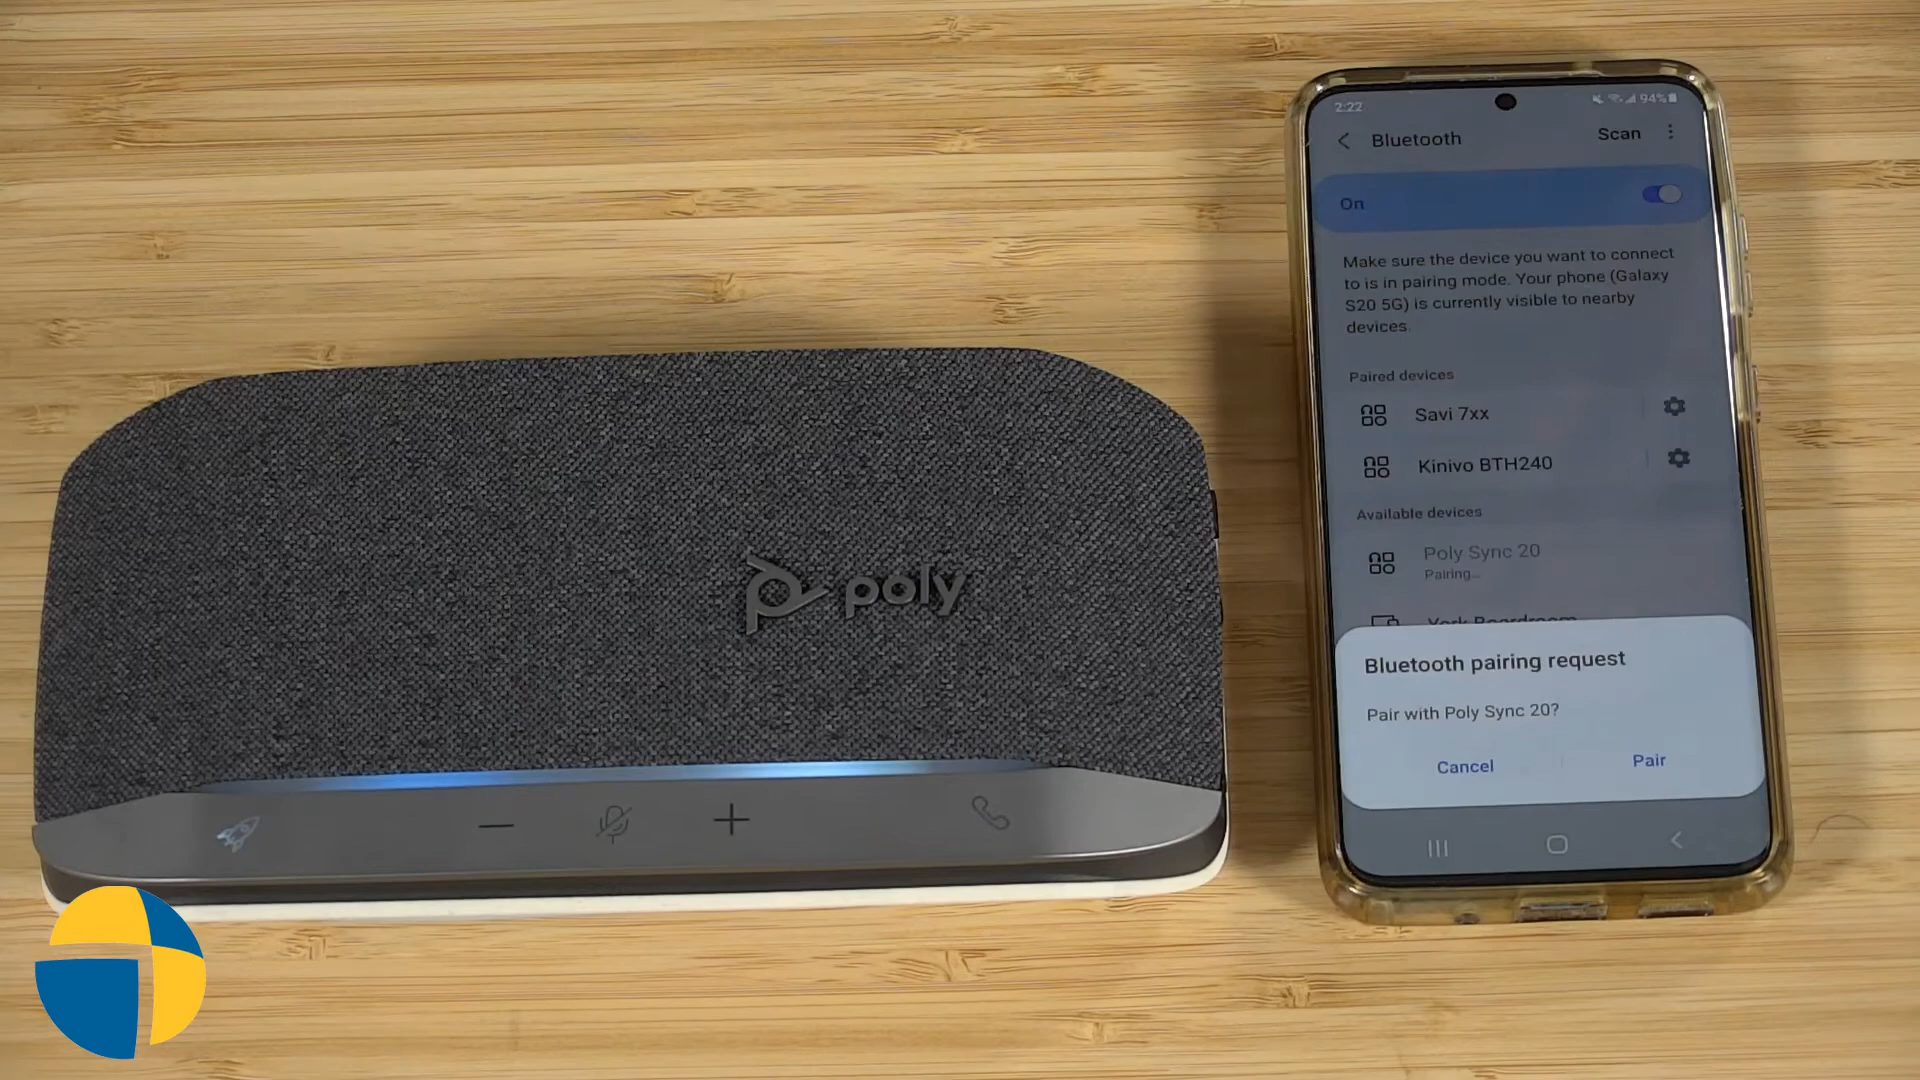 poly
2:22
94%
Bluetooth
Scan
On
Make sure the device you want to connect
to is in pairing mode. Your phone (Galaxy
S20 5G) is currently visible to nearby
devices.
Paired devices
Savi 7xx
Kinivo BTH240
Available devices
Poly Sync 20
Pairing...
York Boardroom
Bluetooth pairing request
Pair with Poly Sync 20?
Cancel
Pair